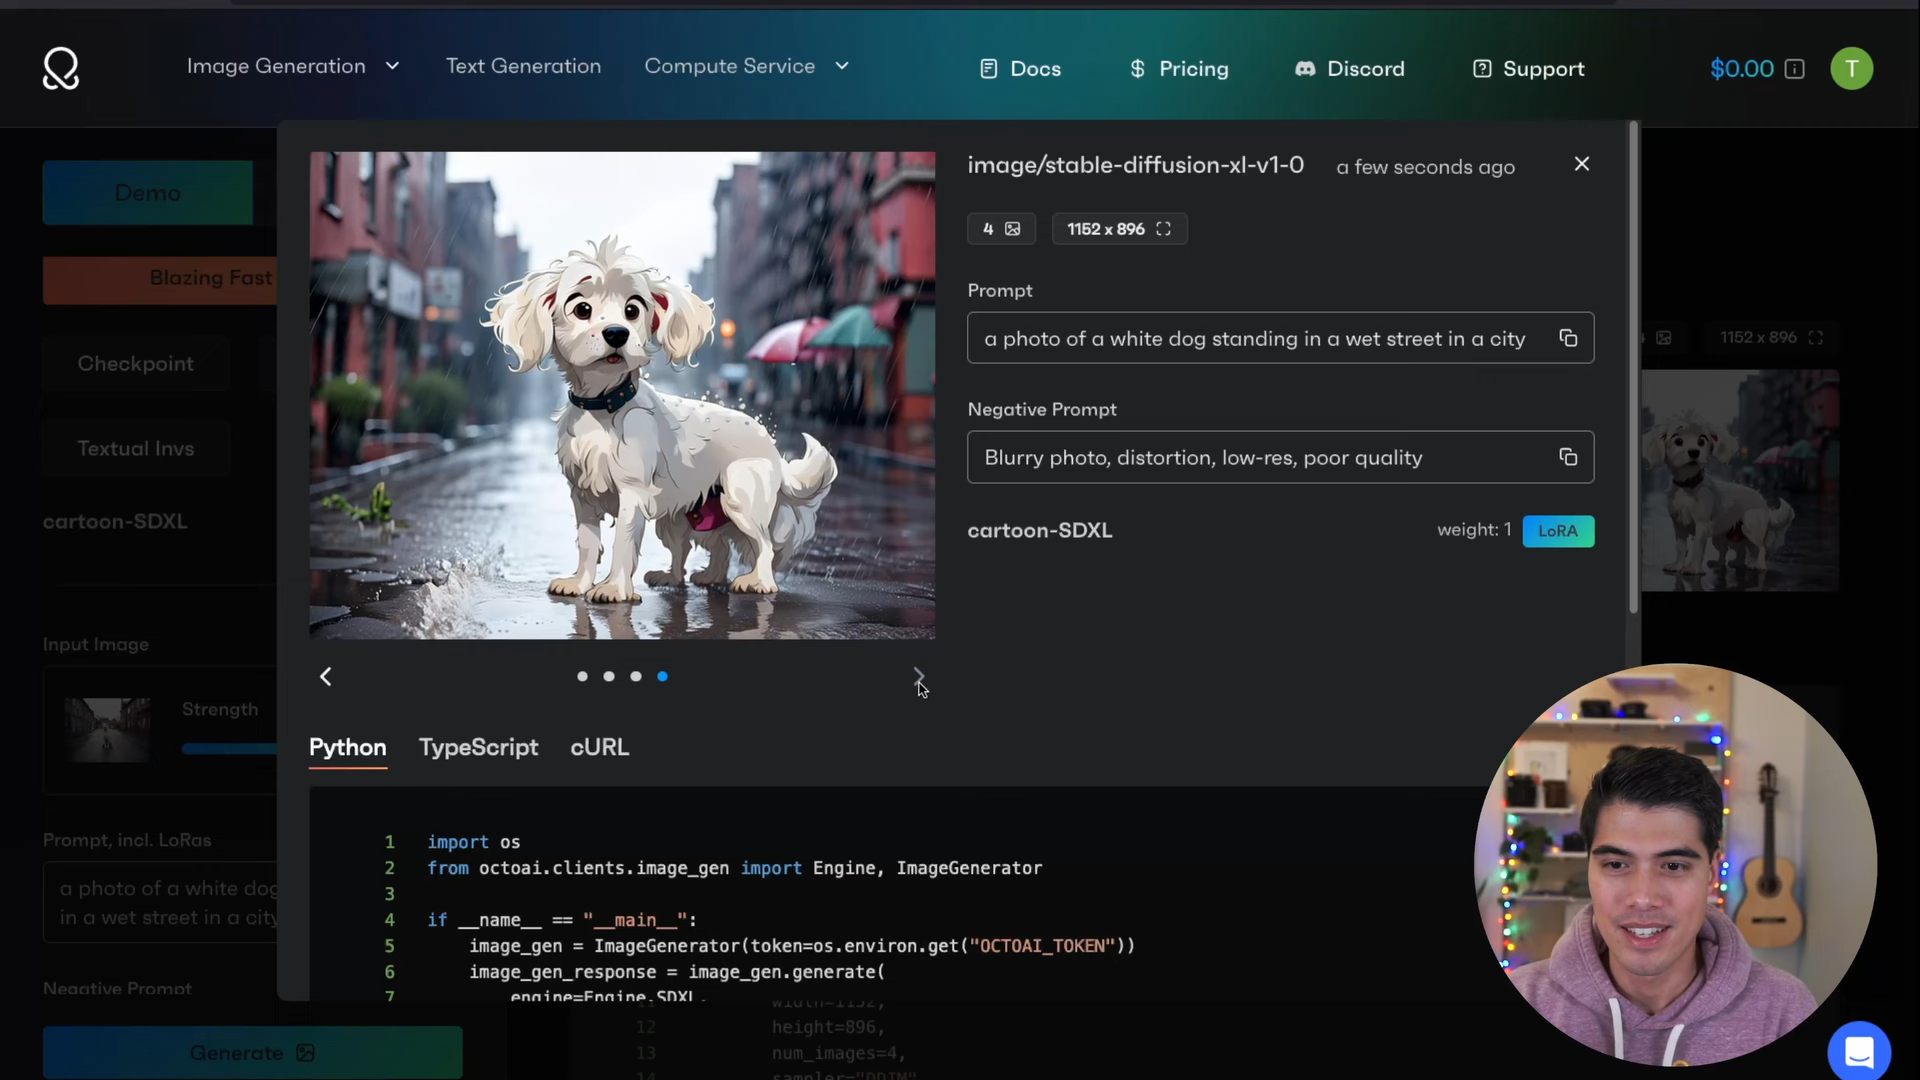 Image Generation
Text Generation
Compute Service
Docs
$ Pricing
Discord
Support
$0.00
T
Demo
Blazing Fast
Checkpoint
Textual Invs
cartoon-SDXL
Input Image
Strength
Prompt, incl. LoRas
a photo of a white dog
in a wet street in a city
Negative Prompt
Generate
image/stable-diffusion-xl-v1-0
a few seconds ago
4
1152 x 896
Prompt
a photo of a white dog standing in a wet street in a city
Negative Prompt
Blurry photo, distortion, low-res, poor quality
cartoon-SDXL
weight: 1
LoRA
1152 x 896
Python
TypeScript
cURL
1 import os
2 from octoai.clients.image_gen import Engine, ImageGenerator
3
4 if __name__ == "__main__":
5 image_gen = ImageGenerator(token=os.environ.get("OCTOAI_TOKEN"))
6 image_gen_response = image_gen.generate(
7 engine=Engine.SDXL,
width=1152,
12 height=896,
13 num_images=4,
14 sampler="DDIM"